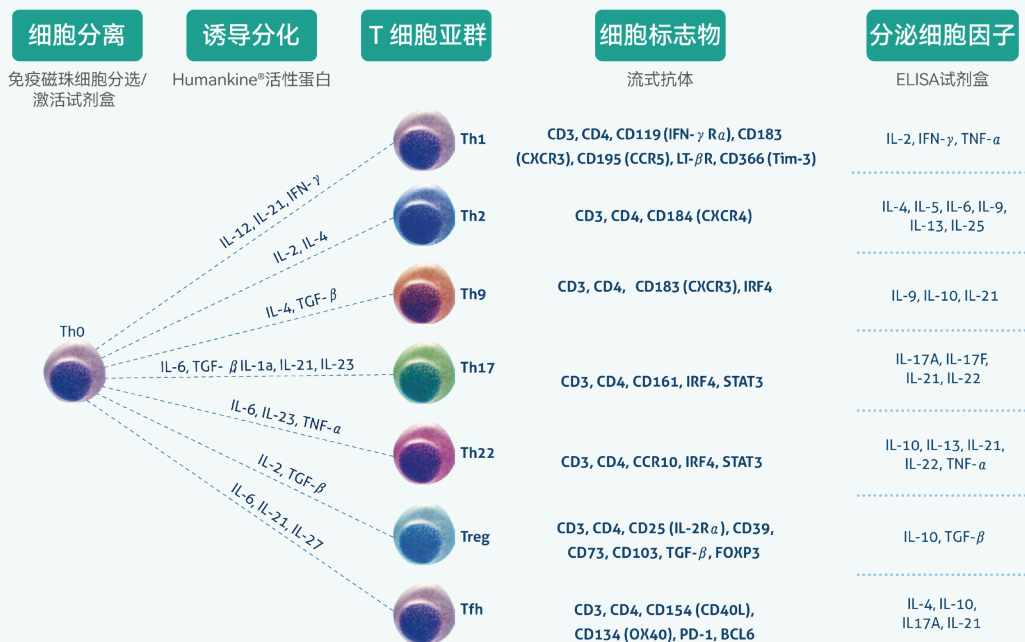 细胞分离
诱导分化
T 细胞亚群
细胞标志物
分泌细胞因子
免疫磁珠细胞分选/
激活试剂盒
Humankine®活性蛋白
流式抗体
ELISA试剂盒
Th0
IL-12, IL-21, IFN-γ
Th1
CD3, CD4, CD119 (IFN-γ Rα), CD183
(CXCR3), CD195 (CCR5), LT-βR, CD366 (Tim-3)
IL-2, IFN-γ, TNF-α
IL-2, IL-4
Th2
CD3, CD4, CD184 (CXCR4)
IL-4, IL-5, IL-6, IL-9,
IL-13, IL-25
IL-4, TGF-β
Th9
CD3, CD4, CD183 (CXCR3), IRF4
IL-9, IL-10, IL-21
IL-6, TGF- β IL-1a, IL-21, IL-23
Th17
CD3, CD4, CD161, IRF4, STAT3
IL-17A, IL-17F,
IL-21, IL-22
IL-6, IL-23, TNF-α
Th22
CD3, CD4, CCR10, IRF4, STAT3
IL-10, IL-13, IL-21,
IL-22, TNF-α
IL-2, TGF-β
Treg
CD3, CD4, CD25 (IL-2Rα), CD39,
CD73, CD103, TGF-β, FOXP3
IL-10, TGF-β
IL-6, IL-21, IL-27
Tfh
CD3, CD4, CD154 (CD40L),
CD134 (OX40), PD-1, BCL6
IL-4, IL-10,
IL17A, IL-21